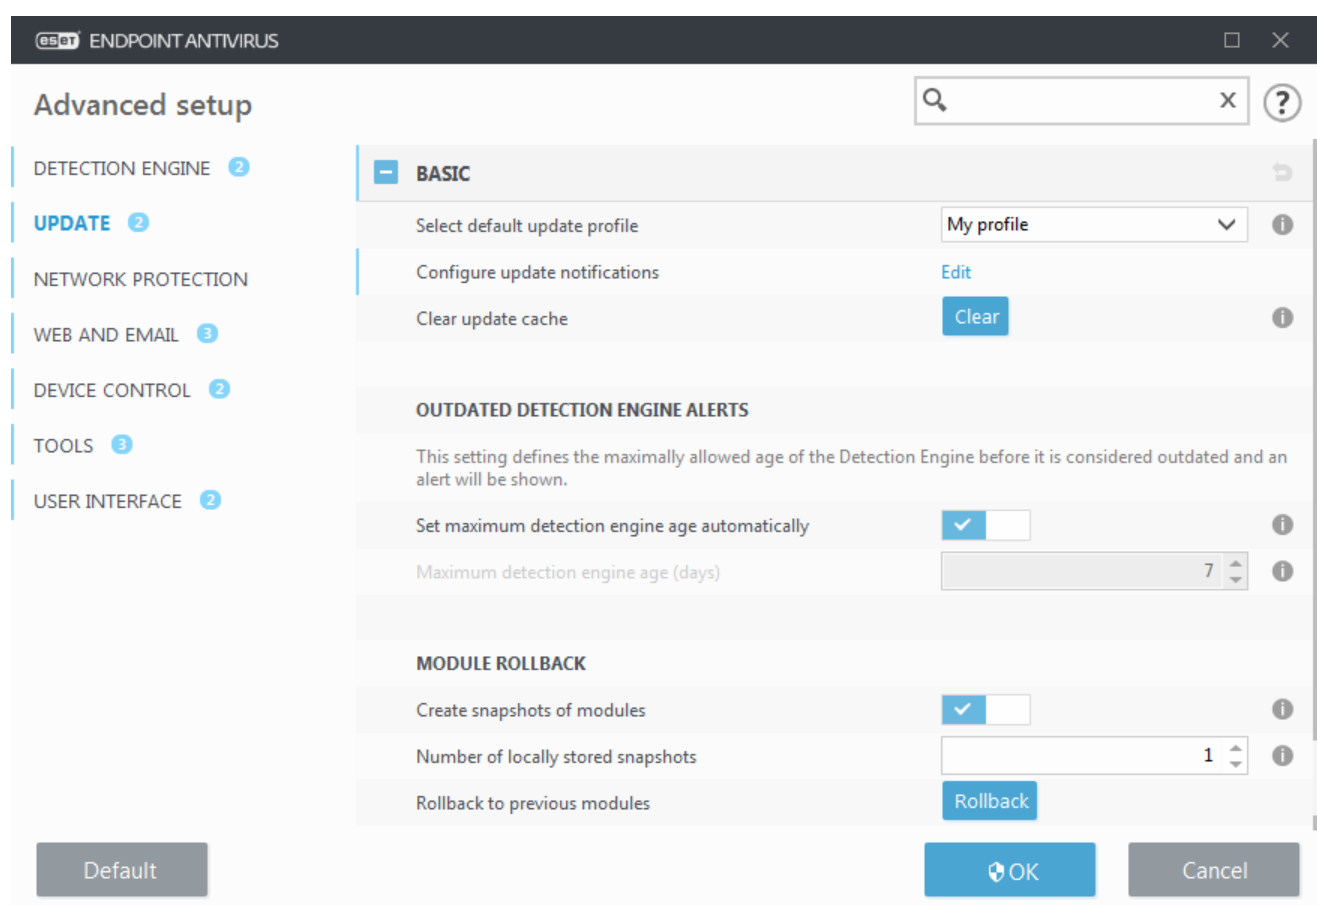 eset ENDPOINT ANTIVIRUS
Advanced setup
X
?
DETECTION ENGINE 2
UPDATE 2
NETWORK PROTECTION
WEB AND EMAIL 3
DEVICE CONTROL 2
TOOLS 3
USER INTERFACE 2
BASIC
Select default update profile My profile
Configure update notifications Edit
Clear update cache Clear
OUTDATED DETECTION ENGINE ALERTS
This setting defines the maximally allowed age of the Detection Engine before it is considered outdated and an
alert will be shown.
Set maximum detection engine age automatically
Maximum detection engine age (days) 7
MODULE ROLLBACK
Create snapshots of modules
Number of locally stored snapshots 1
Rollback to previous modules Rollback
Default OK Cancel